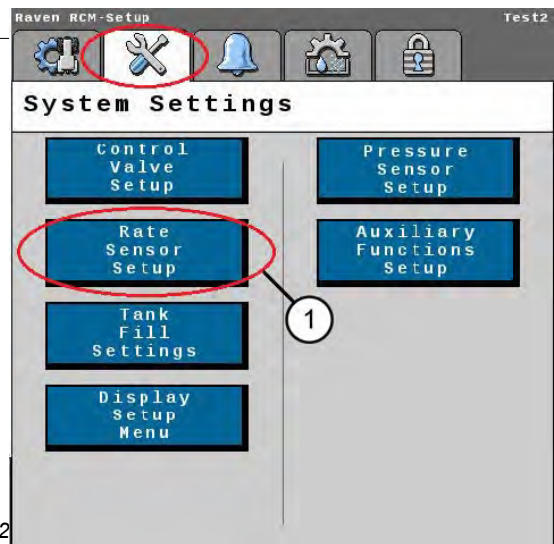 Raven RCM-Setup Test2
System Settings
Control
Valve
Setup
Rate
Sensor
Setup
Tank
Fill
Settings
Display
Setup
Menu
Pressure
Sensor
Setup
Auxiliary
Functions
Setup
1
2